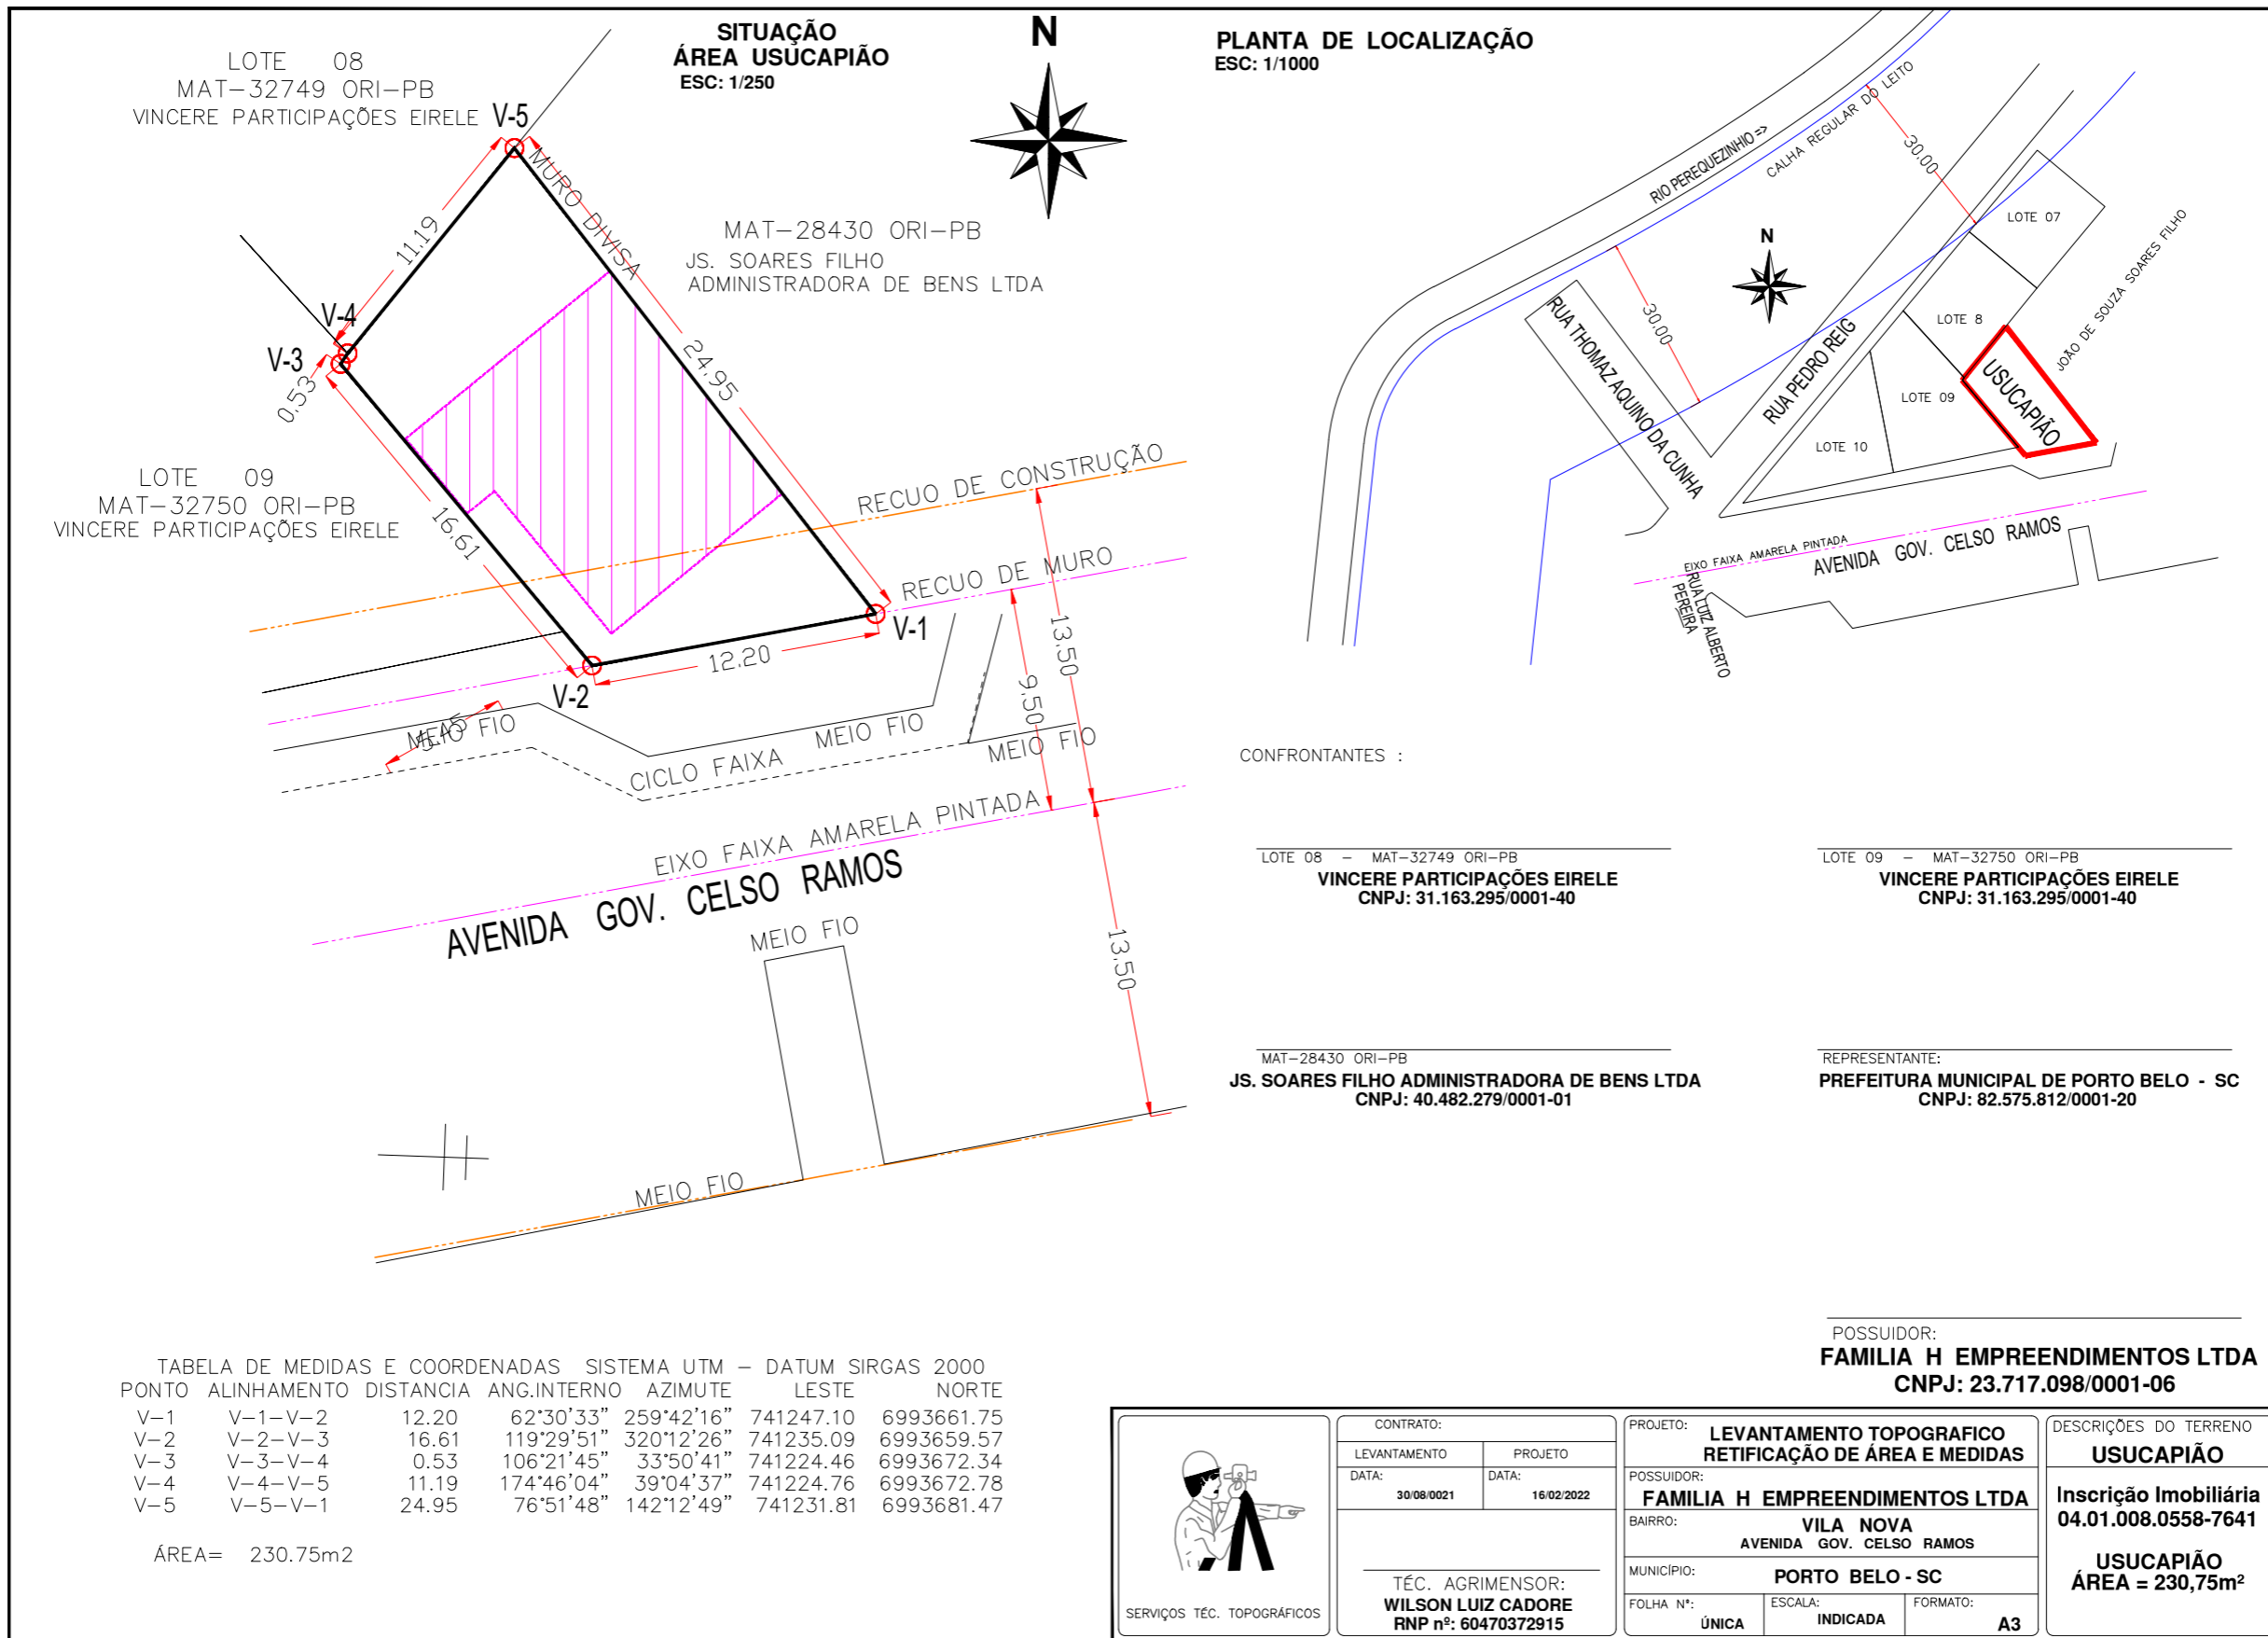 SITUAÇÃO
ÁREA USUCAPIÃO
ESC: 1/250
N
LOTE 08
MAT-32749 ORI-PB
VINCERE PARTICIPAÇÕES EIRELE
V-5
MURO DIVISA
11.19
MAT-28430 ORI-PB
JS. SOARES FILHO
ADMINISTRADORA DE BENS LTDA
V-4
V-3
0.53
24.95
LOTE 09
MAT-32750 ORI-PB
VINCERE PARTICIPAÇÕES EIRELE
16.61
RECUO DE CONSTRUÇÃO
RECUO DE MURO
V-1
12.20
V-2
13.50
9.50
MEIO FIO
5.45
CICLO FAIXA
MEIO FIO
MEIO FIO
EIXO FAIXA AMARELA PINTADA
AVENIDA GOV. CELSO RAMOS
MEIO FIO
13.50
MEIO FIO
PLANTA DE LOCALIZAÇÃO
ESC: 1/1000
RIO PEREQUEZINHO =>
CALHA REGULAR DO LEITO
30.00
30.00
N
LOTE 07
LOTE 8
JOÃO DE SOUZA SOARES FILHO
RUA THOMAZ AQUINO DA CUNHA
RUA PEDRO REIG
USUCAPIÃO
LOTE 09
LOTE 10
EIXO FAIXA AMARELA PINTADA
AVENIDA GOV. CELSO RAMOS
RUA LUIZ ALBERTO
PEREIRA
CONFRONTANTES :
LOTE 08 - MAT-32749 ORI-PB
VINCERE PARTICIPAÇÕES EIRELE
CNPJ: 31.163.295/0001-40
LOTE 09 - MAT-32750 ORI-PB
VINCERE PARTICIPAÇÕES EIRELE
CNPJ: 31.163.295/0001-40
MAT-28430 ORI-PB
JS. SOARES FILHO ADMINISTRADORA DE BENS LTDA
CNPJ: 40.482.279/0001-01
REPRESENTANTE:
PREFEITURA MUNICIPAL DE PORTO BELO - SC
CNPJ: 82.575.812/0001-20
POSSUIDOR:
FAMILIA H EMPREENDIMENTOS LTDA
CNPJ: 23.717.098/0001-06
TABELA DE MEDIDAS E COORDENADAS SISTEMA UTM - DATUM SIRGAS 2000
PONTO ALINHAMENTO DISTANCIA ANG.INTERNO AZIMUTE LESTE NORTE
V-1 V-1-V-2 12.20 62°30'33" 259°42'16" 741247.10 6993661.75
V-2 V-2-V-3 16.61 119°29'51" 320°12'26" 741235.09 6993659.57
V-3 V-3-V-4 0.53 106°21'45" 33°50'41" 741224.46 6993672.34
V-4 V-4-V-5 11.19 174°46'04" 39°04'37" 741224.76 6993672.78
V-5 V-5-V-1 24.95 76°51'48" 142°12'49" 741231.81 6993681.47
ÁREA= 230.75m2
SERVIÇOS TÉC. TOPOGRÁFICOS
CONTRATO:
LEVANTAMENTO PROJETO
DATA: 30/08/0021 DATA: 16/02/2022
TÉC. AGRIMENSOR:
WILSON LUIZ CADORE
RNP nº: 60470372915
PROJETO: LEVANTAMENTO TOPOGRAFICO
RETIFICAÇÃO DE ÁREA E MEDIDAS
POSSUIDOR:
FAMILIA H EMPREENDIMENTOS LTDA
BAIRRO: VILA NOVA
AVENIDA GOV. CELSO RAMOS
MUNICÍPIO: PORTO BELO - SC
FOLHA Nº: ÚNICA ESCALA: INDICADA FORMATO: A3
DESCRIÇÕES DO TERRENO
USUCAPIÃO
Inscrição Imobiliária
04.01.008.0558-7641
USUCAPIÃO
ÁREA = 230,75m²